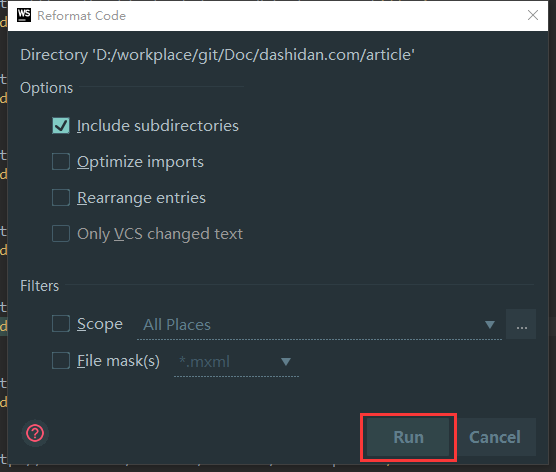 WS Reformat Code
Directory 'D:/workplace/git/Doc/dashidan.com/article'
Options
Include subdirectories
Optimize imports
Rearrange entries
Only VCS changed text
Filters
Scope All Places ...
File mask(s) *.mxml
? Run Cancel